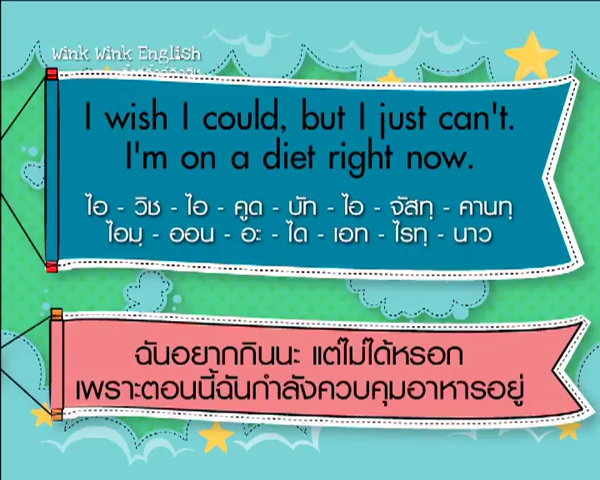 Wink Wink English
I wish I could, but I just can't.
I'm on a diet right now.
ไอ - วิช - ไอ - คูด - บัท - ไอ - จัสทฺ - คานทฺ
ไอมฺ - ออน - อะ - ได - เอท - ไรทฺ - นาว
ฉันอยากกินนะ แต่ไม่ได้หรอก
เพราะตอนนี้ฉันกำลังควบคุมอาหารอยู่